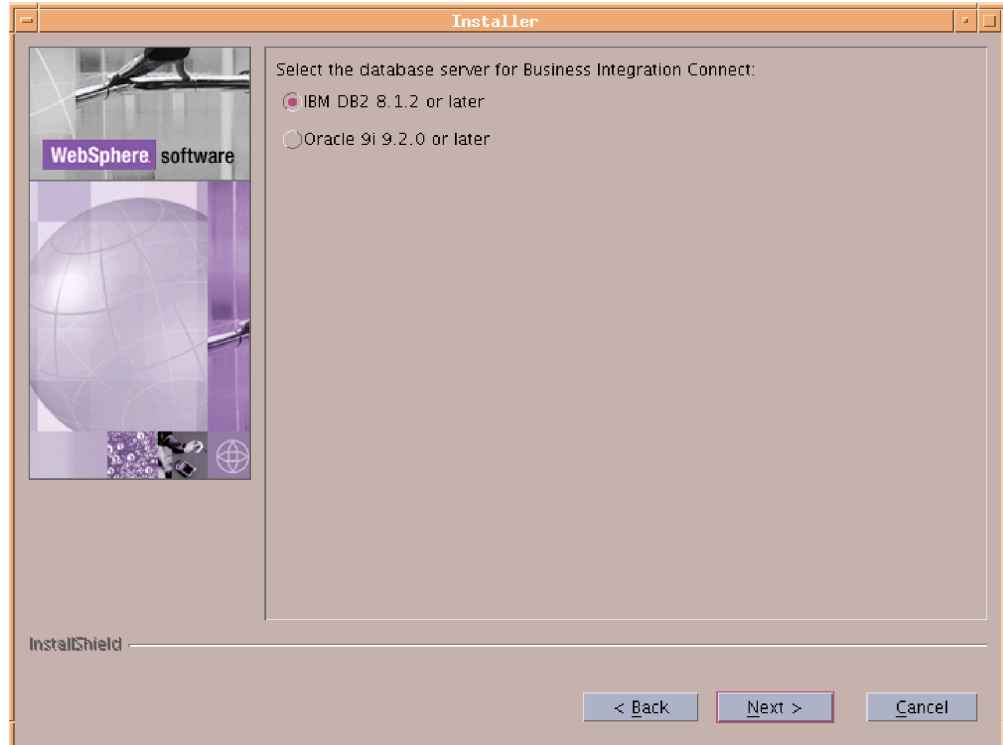 Installer
WebSphere software
Select the database server for Business Integration Connect:
IBM DB2 8.1.2 or later
Oracle 9i 9.2.0 or later
InstallShield
< Back
Next >
Cancel